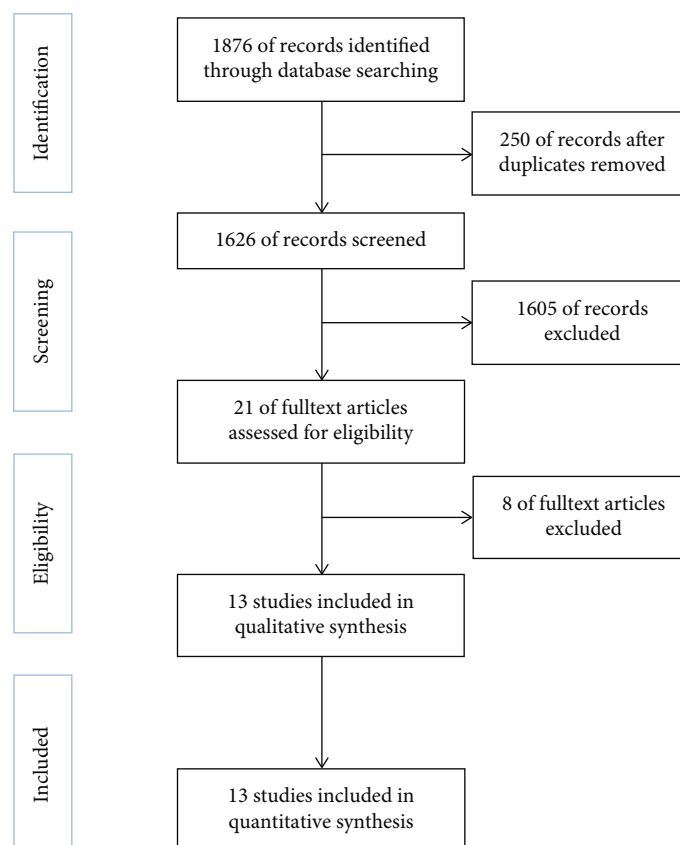 Identification
1876 of records identified
through database searching
250 of records after
duplicates removed
Screening
1626 of records screened
1605 of records
excluded
21 of fulltext articles
assessed for eligibility
Eligibility
8 of fulltext articles
excluded
13 studies included in
qualitative synthesis
Included
13 studies included in
quantitative synthesis